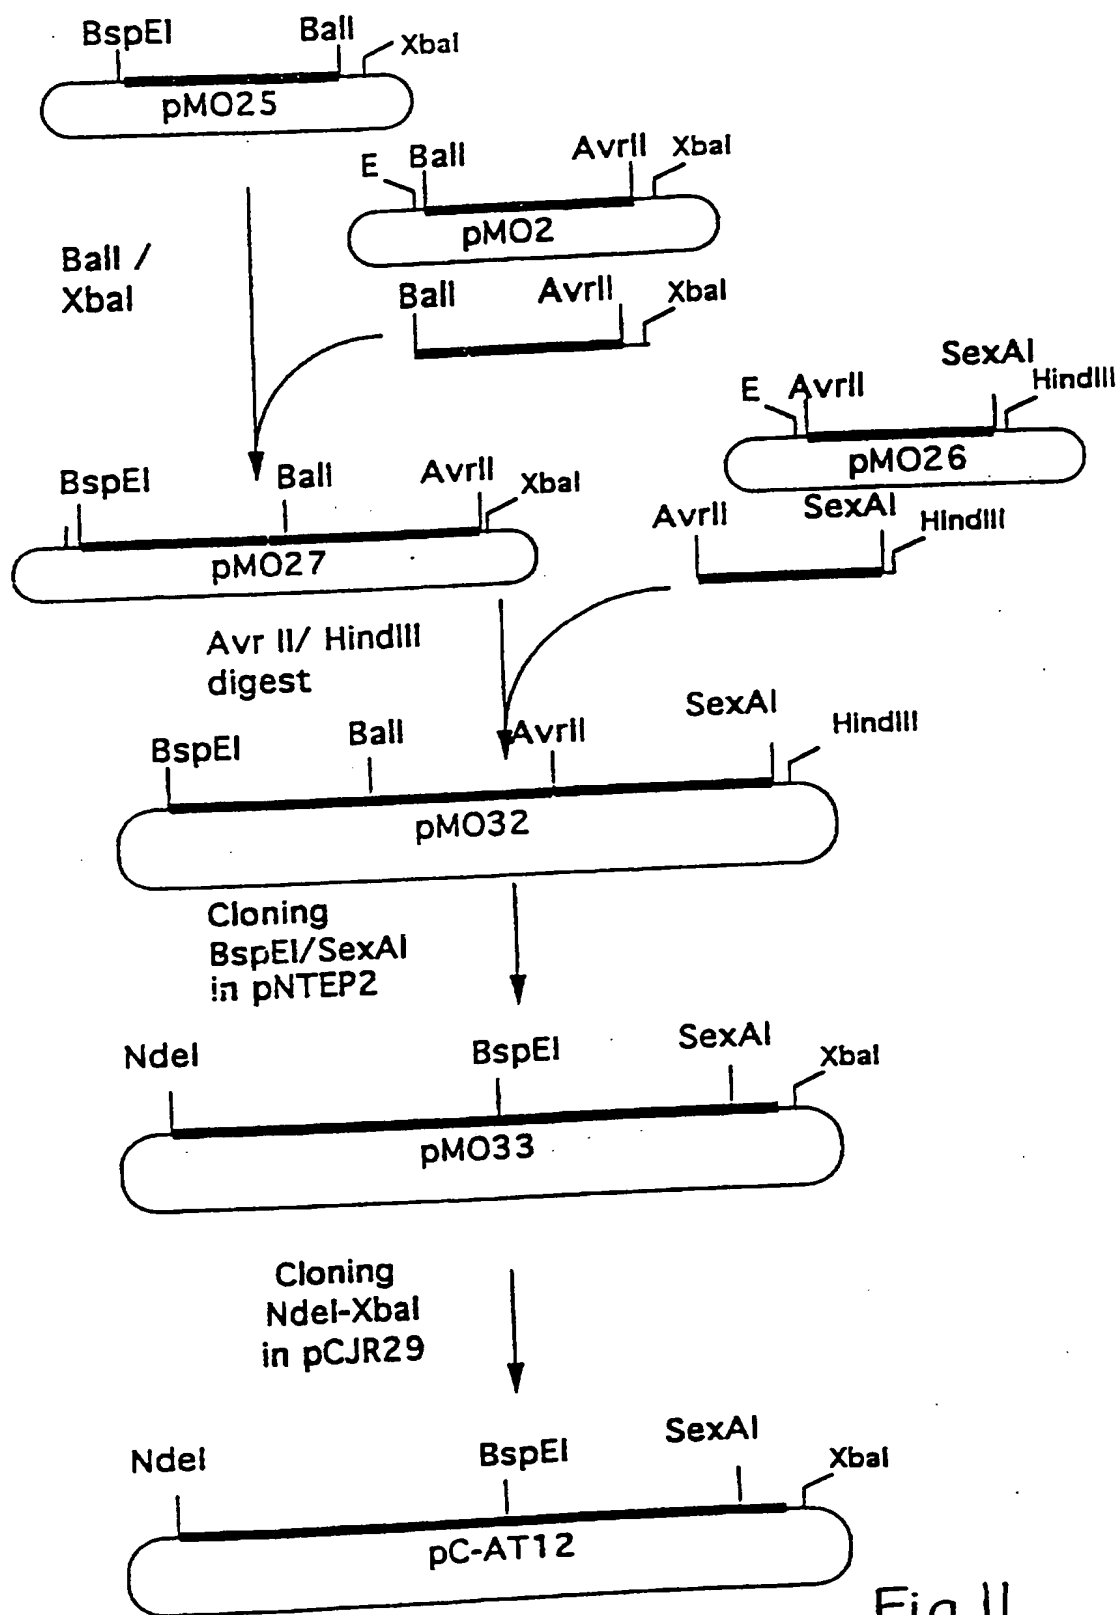 BspEI BalI XbaI
pMO25
E BalI AvrII XbaI
pMO2
BalI /
XbaI
BalI AvrII XbaI
SexAI
E AvrII HindIII
pMO26
BspEI BalI AvrII XbaI
AvrII SexAI HindIII
pMO27
Avr II/ HindIII
digest
BspEI BalI AvrII SexAI HindIII
pMO32
Cloning
BspEI/SexAI
in pNTEP2
NdeI BspEI SexAI XbaI
pMO33
Cloning
NdeI-XbaI
in pCJR29
NdeI BspEI SexAI XbaI
pC-AT12
Fig 11